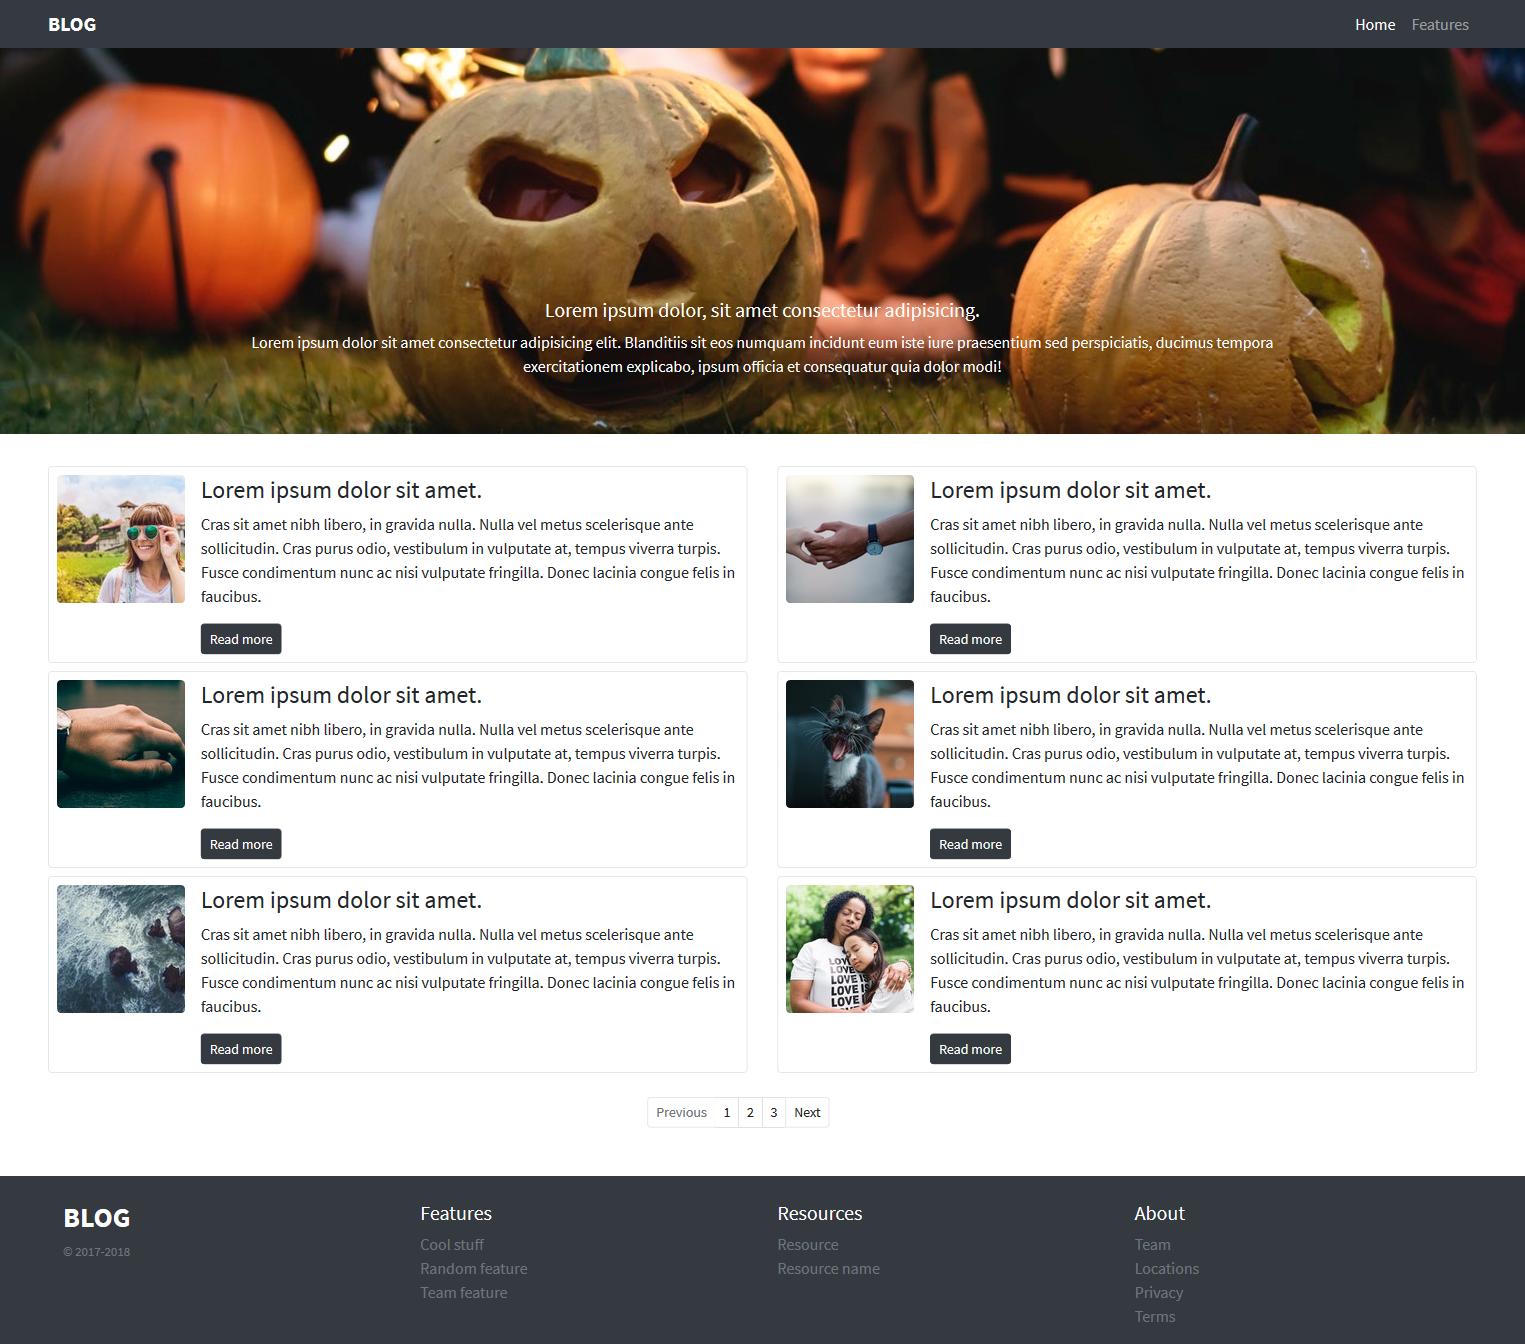 BLOG
Home Features
Lorem ipsum dolor, sit amet consectetur adipisicing.
Lorem ipsum dolor sit amet consectetur adipisicing elit. Blanditiis sit eos numquam incidunt eum iste iure praesentium sed perspiciatis, ducimus tempora
exercitationem explicabo, ipsum officia et consequatur quia dolor modi!
Lorem ipsum dolor sit amet.
Cras sit amet nibh libero, in gravida nulla. Nulla vel metus scelerisque ante
sollicitudin. Cras purus odio, vestibulum in vulputate at, tempus viverra turpis.
Fusce condimentum nunc ac nisi vulputate fringilla. Donec lacinia congue felis in
faucibus.
Read more
Lorem ipsum dolor sit amet.
Cras sit amet nibh libero, in gravida nulla. Nulla vel metus scelerisque ante
sollicitudin. Cras purus odio, vestibulum in vulputate at, tempus viverra turpis.
Fusce condimentum nunc ac nisi vulputate fringilla. Donec lacinia congue felis in
faucibus.
Read more
Lorem ipsum dolor sit amet.
Cras sit amet nibh libero, in gravida nulla. Nulla vel metus scelerisque ante
sollicitudin. Cras purus odio, vestibulum in vulputate at, tempus viverra turpis.
Fusce condimentum nunc ac nisi vulputate fringilla. Donec lacinia congue felis in
faucibus.
Read more
Lorem ipsum dolor sit amet.
Cras sit amet nibh libero, in gravida nulla. Nulla vel metus scelerisque ante
sollicitudin. Cras purus odio, vestibulum in vulputate at, tempus viverra turpis.
Fusce condimentum nunc ac nisi vulputate fringilla. Donec lacinia congue felis in
faucibus.
Read more
Lorem ipsum dolor sit amet.
Cras sit amet nibh libero, in gravida nulla. Nulla vel metus scelerisque ante
sollicitudin. Cras purus odio, vestibulum in vulputate at, tempus viverra turpis.
Fusce condimentum nunc ac nisi vulputate fringilla. Donec lacinia congue felis in
faucibus.
Read more
LOVE IS
LOVE IS
LOVE I
Lorem ipsum dolor sit amet.
Cras sit amet nibh libero, in gravida nulla. Nulla vel metus scelerisque ante
sollicitudin. Cras purus odio, vestibulum in vulputate at, tempus viverra turpis.
Fusce condimentum nunc ac nisi vulputate fringilla. Donec lacinia congue felis in
faucibus.
Read more
Previous 1 2 3 Next
BLOG
© 2017-2018
Features
Cool stuff
Random feature
Team feature
Resources
Resource
Resource name
About
Team
Locations
Privacy
Terms